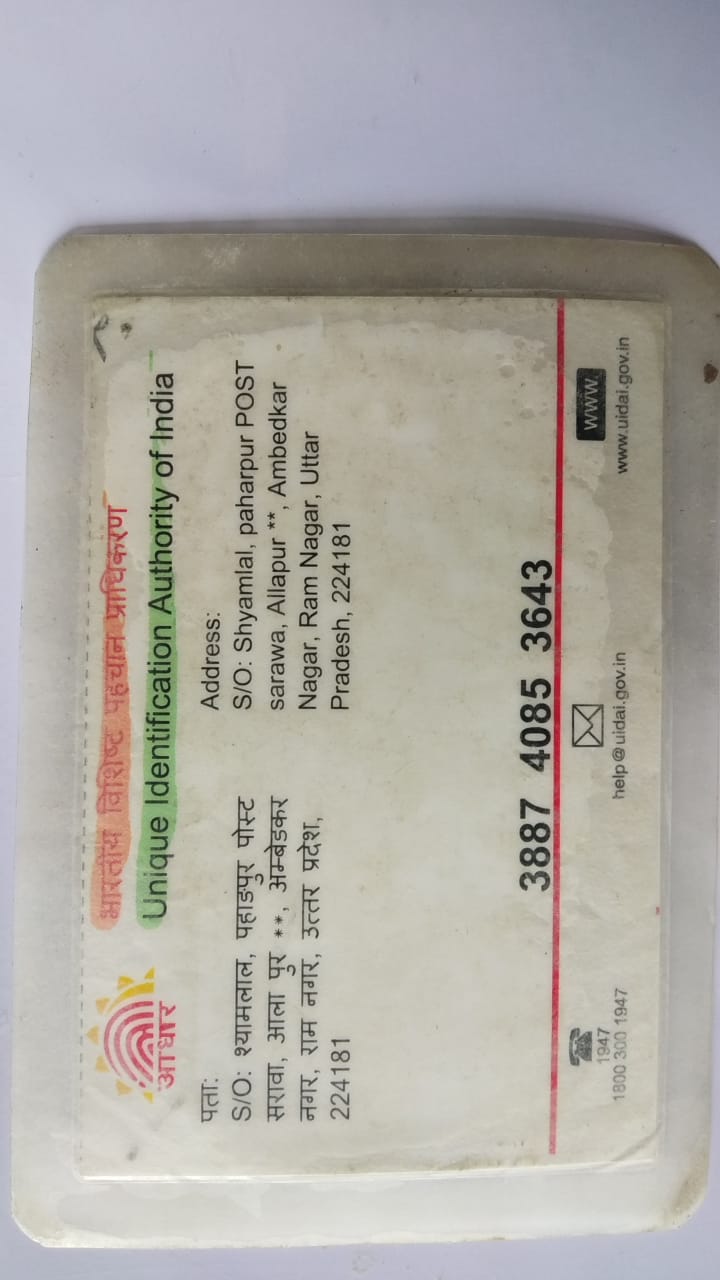 भारतीय विशिष्ट पहचान प्राधिकरण
Unique Identification Authority of India
आधार
पता:
S/O: श्यामलाल, पहाड़पुर पोस्ट
सरावा, आला पुर **, अम्बेडकर
नगर, राम नगर, उत्तर प्रदेश,
224181
Address:
S/O: Shyamlal, paharpur POST
sarawa, Allapur **, Ambedkar
Nagar, Ram Nagar, Uttar
Pradesh, 224181
3887 4085 3643
1947
1800 300 1947
help@uidai.gov.in
WWW.
www.uidai.gov.in